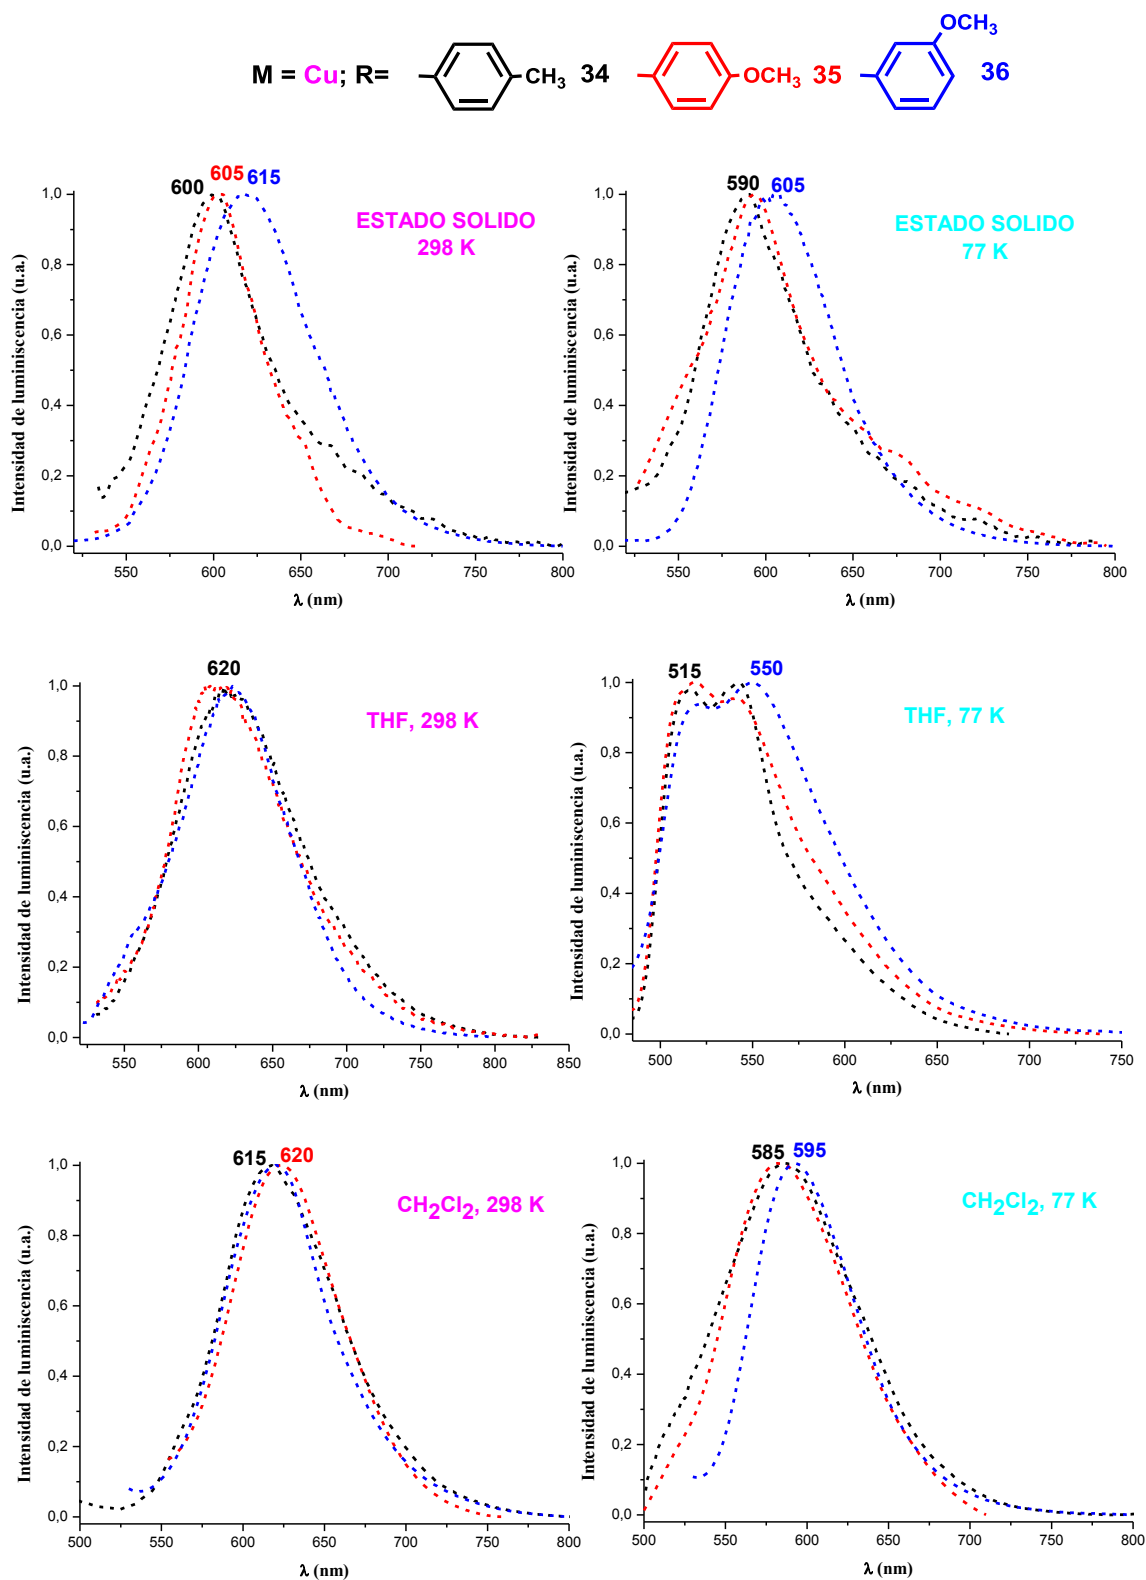 OCH3
M = Cu; R= CH3 34 OCH3 35 36
600 605 615
ESTADO SOLIDO
298 K
Intensidad de luminiscencia (u.a.)
1,0
0,8
0,6
0,4
0,2
0,0
550 600 650 700 750 800
λ (nm)
590 605
ESTADO SOLIDO
77 K
Intensidad de luminiscencia (u.a.)
1,0
0,8
0,6
0,4
0,2
0,0
550 600 650 700 750 800
λ (nm)
620
THF, 298 K
Intensidad de luminiscencia (u.a.)
1,0
0,8
0,6
0,4
0,2
0,0
550 600 650 700 750 800 850
λ (nm)
515 550
THF, 77 K
Intensidad de luminiscencia (u.a.)
1,0
0,8
0,6
0,4
0,2
0,0
500 550 600 650 700 750
λ (nm)
615 620
CH2Cl2, 298 K
Intensidad de luminiscencia (u.a.)
1,0
0,8
0,6
0,4
0,2
0,0
500 550 600 650 700 750 800
λ (nm)
585 595
CH2Cl2, 77 K
Intensidad de luminiscencia (u.a.)
1,0
0,8
0,6
0,4
0,2
0,0
500 550 600 650 700 750 800
λ (nm)